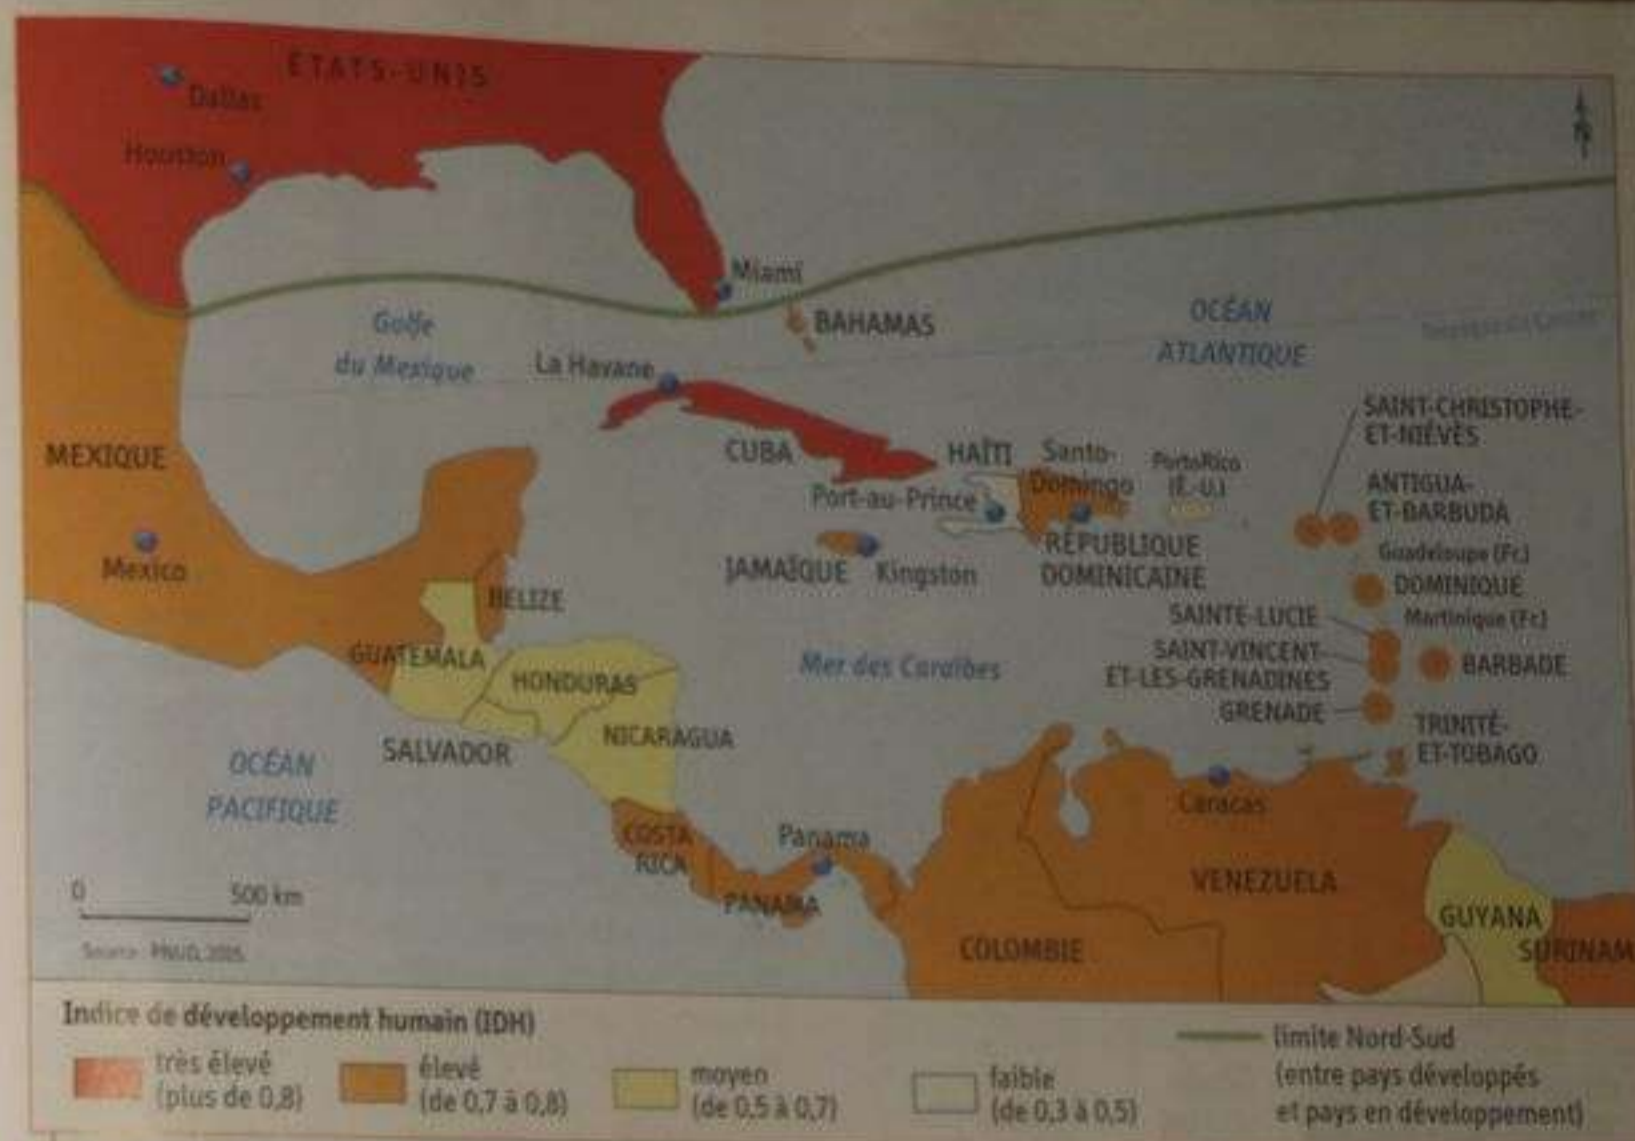 ÉTATS-UNIS
Dallas
Houston
Miami
BAHAMAS
Golfe
du Mexique
La Havane
OCÉAN
ATLANTIQUE
MEXIQUE
Mexico
CUBA
HAÏTI
Port-au-Prince
Santo-
Domingo
PortoRico
(É.-U.)
JAMAÏQUE
Kingston
RÉPUBLIQUE
DOMINICAINE
SAINT-CHRISTOPHE-
ET-NIÉVÈS
ANTIGUA-
ET-BARBUDA
Guadeloupe (Fr.)
DOMINIQUE
Martinique (Fr.)
SAINTE-LUCIE
SAINT-VINCENT-
ET-LES-GRENADINES
BARBADE
GRENADE
TRINITÉ-
ET-TOBAGO
BELIZE
GUATEMALA
HONDURAS
SALVADOR
NICARAGUA
Mer des Caraïbes
OCÉAN
PACIFIQUE
COSTA
RICA
Panama
PANAMA
Caracas
VENEZUELA
COLOMBIE
GUYANA
SURINAM
N
0 500 km
Source : PNUD,
Indice de développement humain (IDH)
très élevé
(plus de 0,8)
élevé
(de 0,7 à 0,8)
moyen
(de 0,5 à 0,7)
faible
(de 0,3 à 0,5)
limite Nord-Sud
(entre pays développés
et pays en développement)